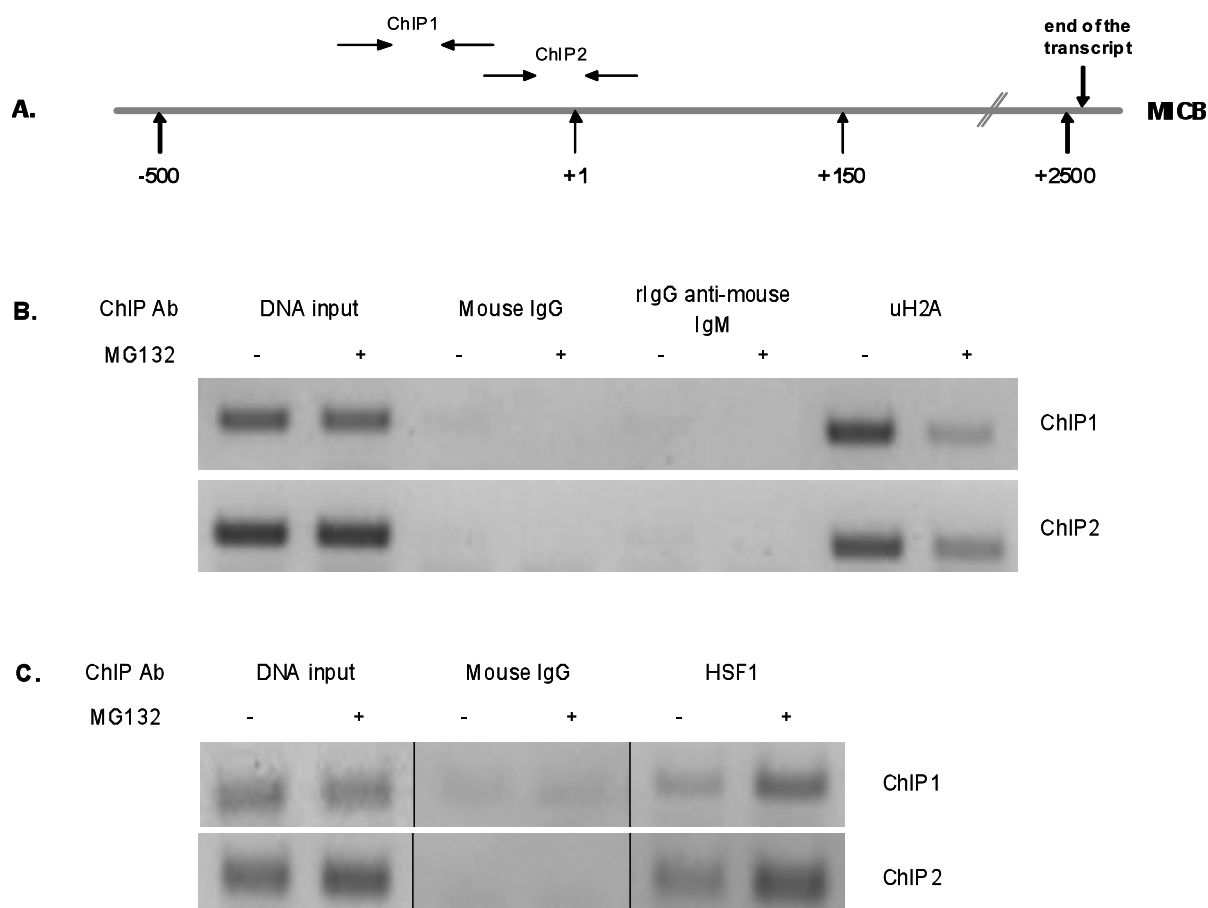 ChIP1
end of the
transcript
ChIP2
A.
MICB
-500
+1
+150
+2500
B.
ChIP Ab
DNA input
Mouse IgG
rIgG anti-mouse
IgM
uH2A
MG132 - + - + - + - +
ChIP1
ChIP2
C.
ChIP Ab
DNA input
Mouse IgG
HSF1
MG132 - + - + - +
ChIP1
ChIP2